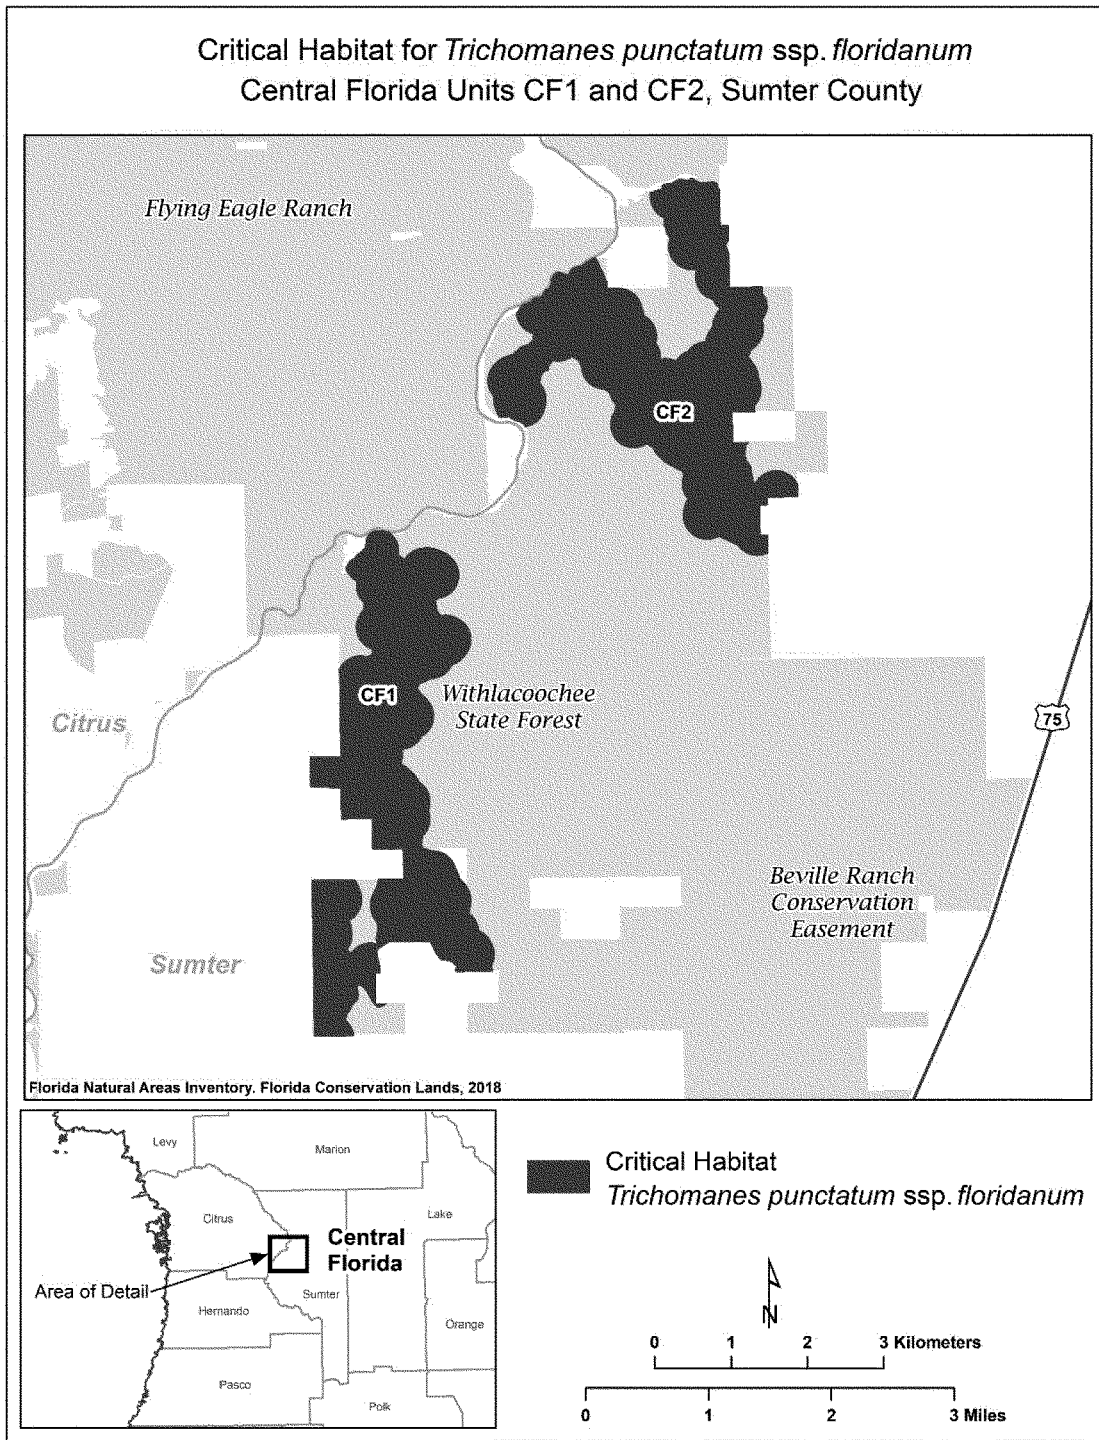 Critical Habitat for Trichomanes punctatum ssp. floridanum
Central Florida Units CF1 and CF2, Sumter County
Flying Eagle Ranch
CF2
CF1
Withlacoochee
State Forest
Citrus
75
Beville Ranch
Conservation
Easement
Sumter
Florida Natural Areas Inventory. Florida Conservation Lands, 2018
Levy
Marion
Citrus
Lake
Central
Florida
Area of Detail
Sumter
Hernando
Orange
Pasco
Polk
Critical Habitat
Trichomanes punctatum ssp. floridanum
N
0 1 2 3 Kilometers
0 1 2 3 Miles